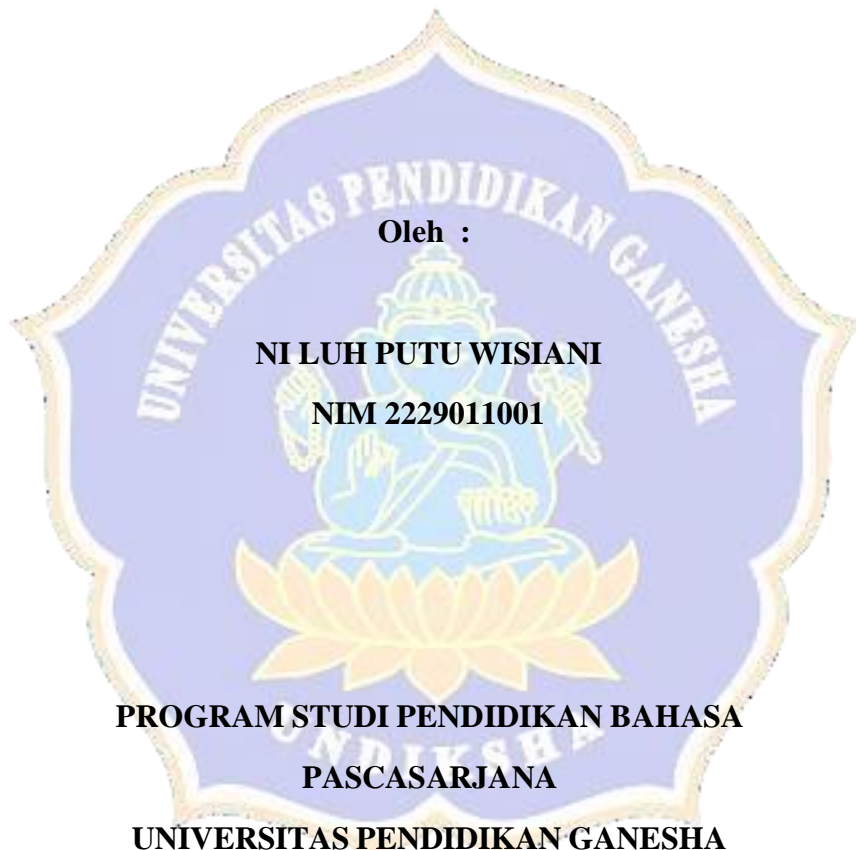 UNIVERSITAS PENDIDIKAN GANESHA
Oleh :
NI LUH PUTU WISIANI
NIM 2229011001
PROGRAM STUDI PENDIDIKAN BAHASA
UNDIKSHA
PASCASARJANA
UNIVERSITAS PENDIDIKAN GANESHA